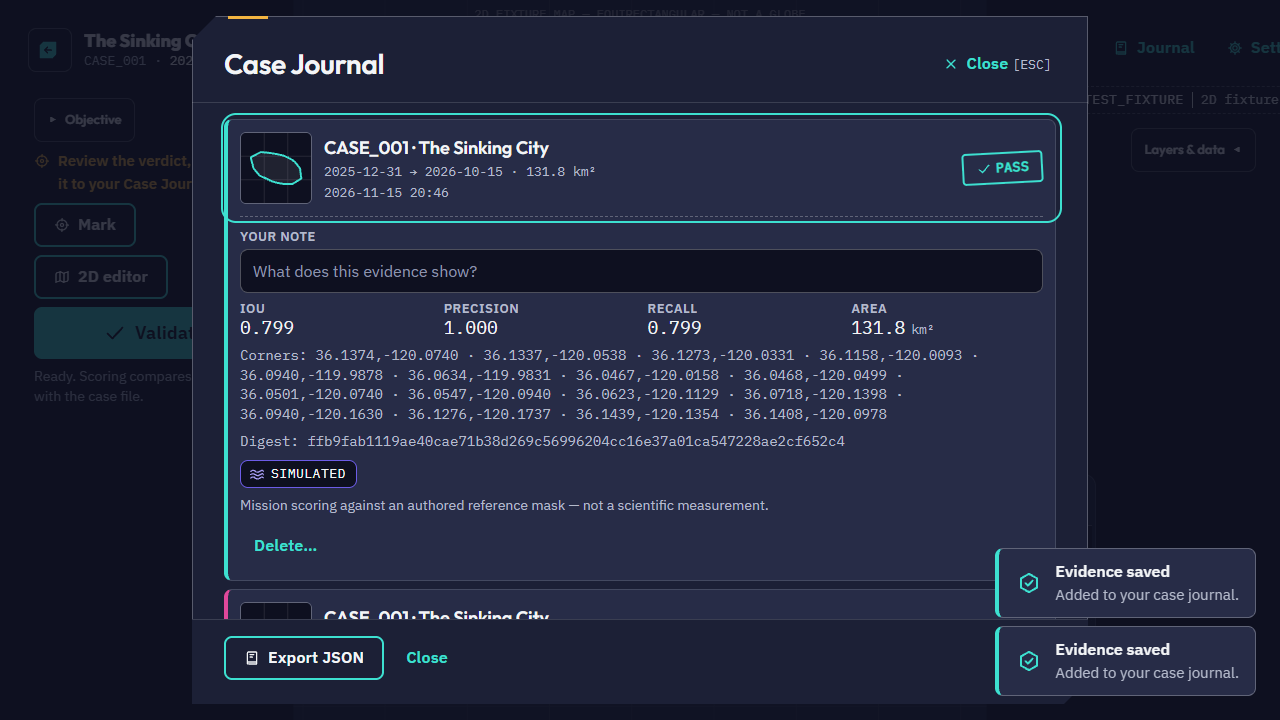 2D FIXTURE MAP — EQUIRECTANGULAR — NOT A GLOBE
The Sinking C
CASE_001 · 202
Journal
Sett
TEST_FIXTURE | 2D fixture
Objective
Layers & data
Review the verdict,
it to your Case Jour
Mark
2D editor
Validat
Ready. Scoring compares
with the case file.
Case Journal
Close [ESC]
CASE_001 · The Sinking City
2025-12-31 → 2026-10-15 · 131.8 km²
2026-11-15 20:46
PASS
YOUR NOTE
What does this evidence show?
IOU PRECISION RECALL AREA
0.799 1.000 0.799 131.8 km²
Corners: 36.1374,-120.0740 · 36.1337,-120.0538 · 36.1273,-120.0331 · 36.1158,-120.0093 ·
36.0940,-119.9878 · 36.0634,-119.9831 · 36.0467,-120.0158 · 36.0468,-120.0499 ·
36.0501,-120.0740 · 36.0547,-120.0940 · 36.0623,-120.1129 · 36.0718,-120.1398 ·
36.0940,-120.1630 · 36.1276,-120.1737 · 36.1439,-120.1354 · 36.1408,-120.0978
Digest: ffb9fab1119ae40cae71b38d269c56996204cc16e37a01ca547228ae2cf652c4
SIMULATED
Mission scoring against an authored reference mask — not a scientific measurement.
Delete…
CASE_001 · The Sinking City
Export JSON
Close
Evidence saved
Added to your case journal.
Evidence saved
Added to your case journal.